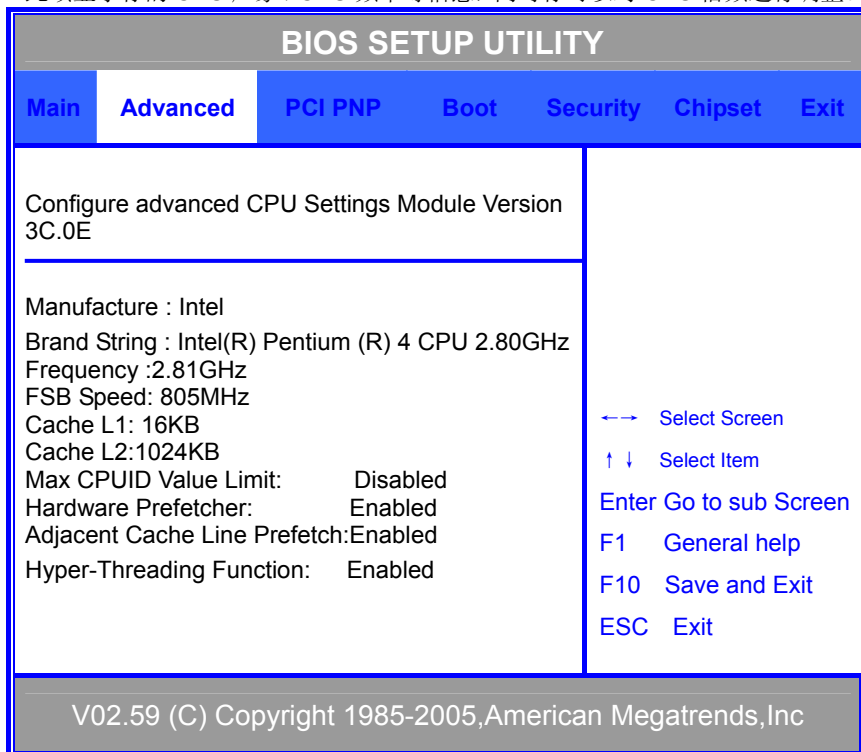 BIOS SETUP UTILITY
Main Advanced PCI PNP Boot Security Chipset Exit
Configure advanced CPU Settings Module Version
3C.0E
Manufacture : Intel
Brand String : Intel(R) Pentium (R) 4 CPU 2.80GHz
Frequency :2.81GHz
FSB Speed: 805MHz
Cache L1: 16KB
Cache L2:1024KB
Max CPUID Value Limit: Disabled
Hardware Prefetcher: Enabled
Adjacent Cache Line Prefetch:Enabled
Hyper-Threading Function: Enabled
←→ Select Screen
↑↓ Select Item
Enter Go to sub Screen
F1 General help
F10 Save and Exit
ESC Exit
V02.59 (C) Copyright 1985-2005,American Megatrends,Inc